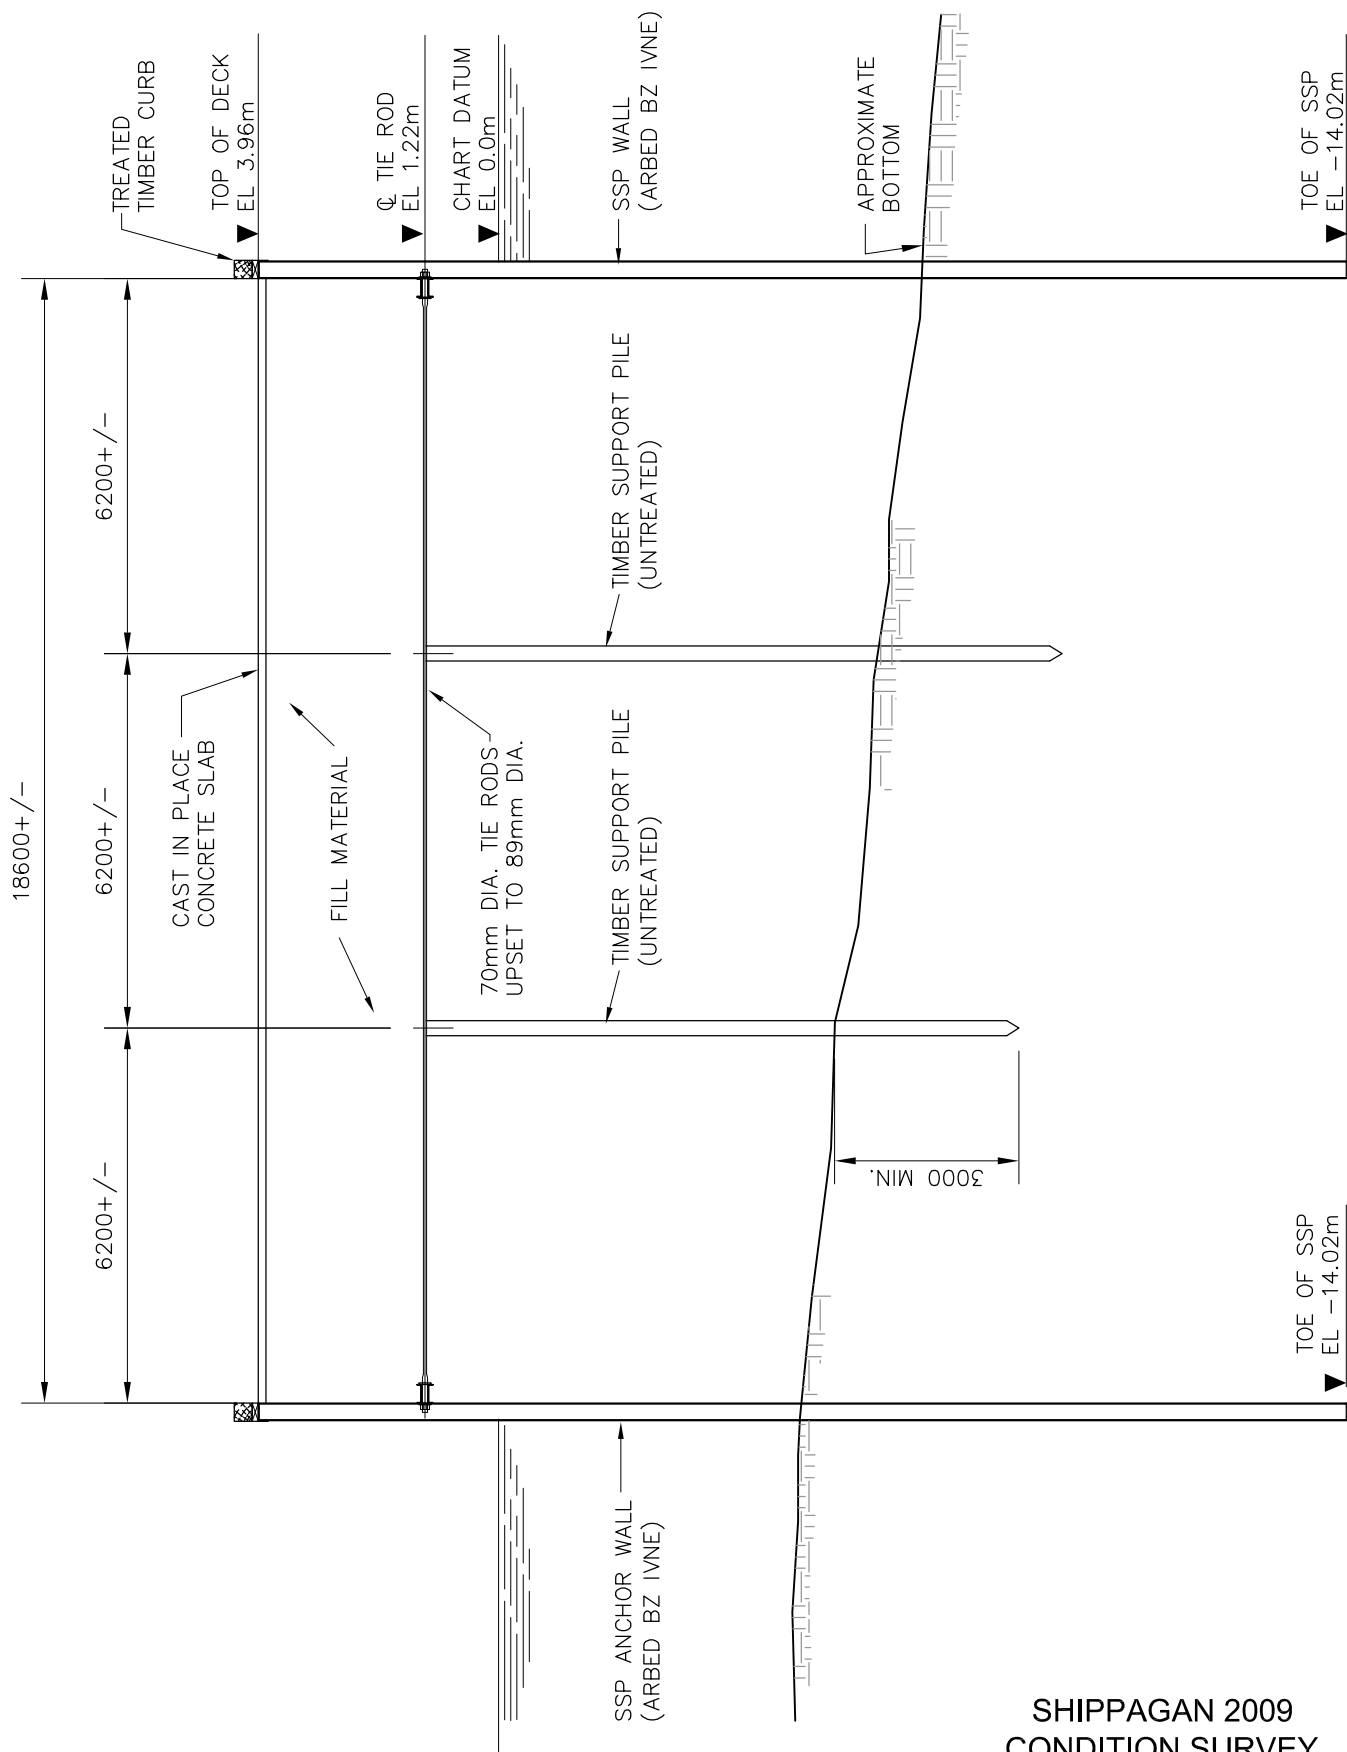 18600+/-
6200+/-
6200+/-
6200+/-
TREATED
TIMBER CURB
TOP OF DECK
EL 3.96m
℄ TIE ROD
EL 1.22m
CHART DATUM
EL 0.0m
CAST IN PLACE
CONCRETE SLAB
FILL MATERIAL
70mm DIA. TIE RODS
UPSET TO 89mm DIA.
TIMBER SUPPORT PILE
(UNTREATED)
TIMBER SUPPORT PILE
(UNTREATED)
SSP ANCHOR WALL
(ARBED BZ IVNE)
SSP WALL
(ARBED BZ IVNE)
APPROXIMATE
BOTTOM
3000 MIN.
TOE OF SSP
EL -14.02m
TOE OF SSP
EL -14.02m
SHIPPAGAN 2009
CONDITION SURVEY